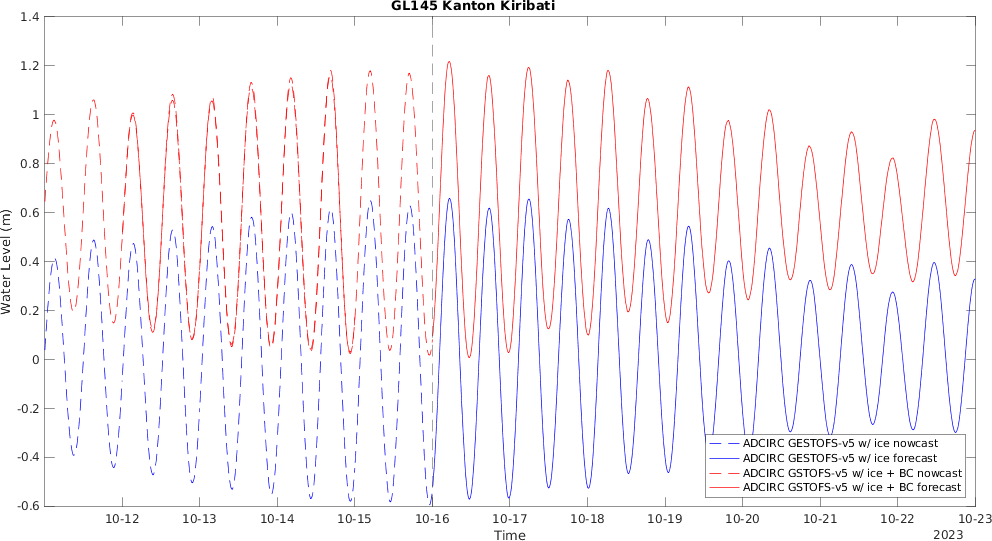 GL145 Kanton Kiribati
1.4
1.2
1
0.8
0.6
0.4
0.2
0
-0.2
-0.4
-0.6
Water Level (m)
ADCIRC GESTOFS-v5 w/ ice nowcast
ADCIRC GESTOFS-v5 w/ ice forecast
ADCIRC GSTOFS-v5 w/ ice + BC nowcast
ADCIRC GSTOFS-v5 w/ ice + BC forecast
10-12 10-13 10-14 10-15 10-16 10-17 10-18 10-19 10-20 10-21 10-22 10-23
Time
2023